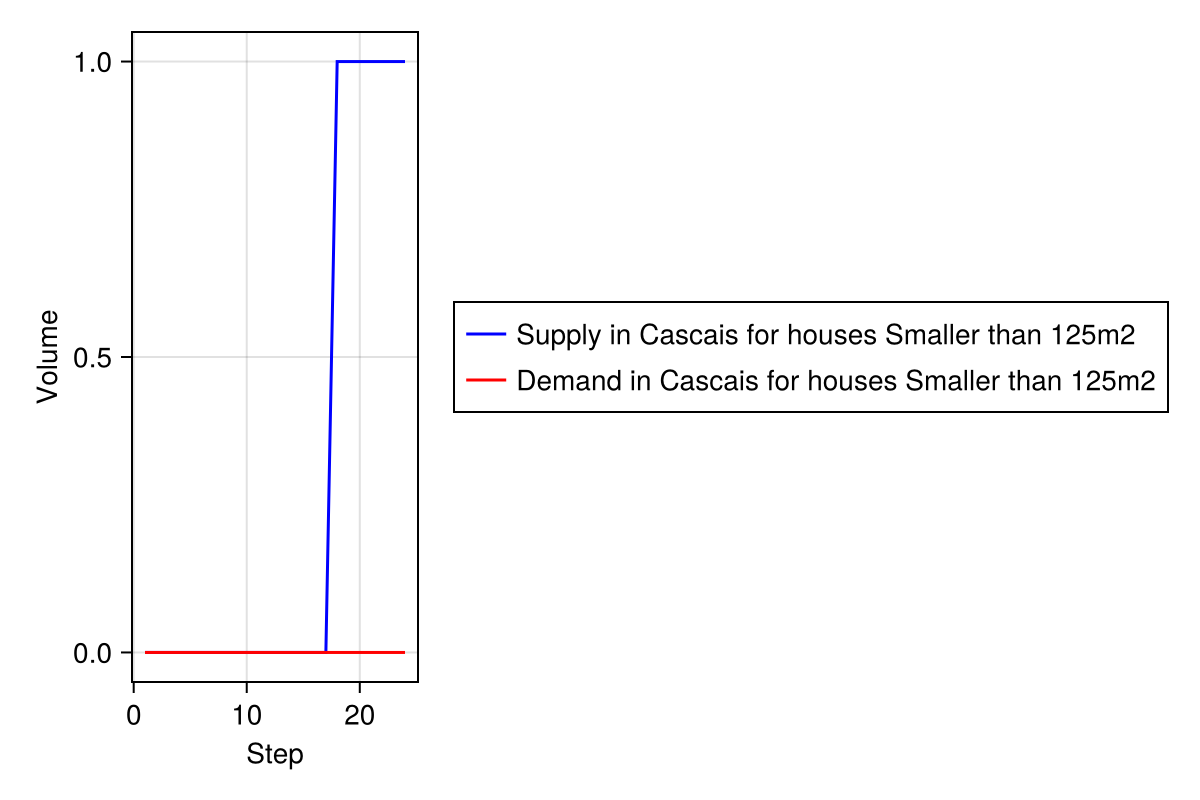 1.0
0.5
0.0
Volume
0 10 20
Step
Supply in Cascais for houses Smaller than 125m2
Demand in Cascais for houses Smaller than 125m2